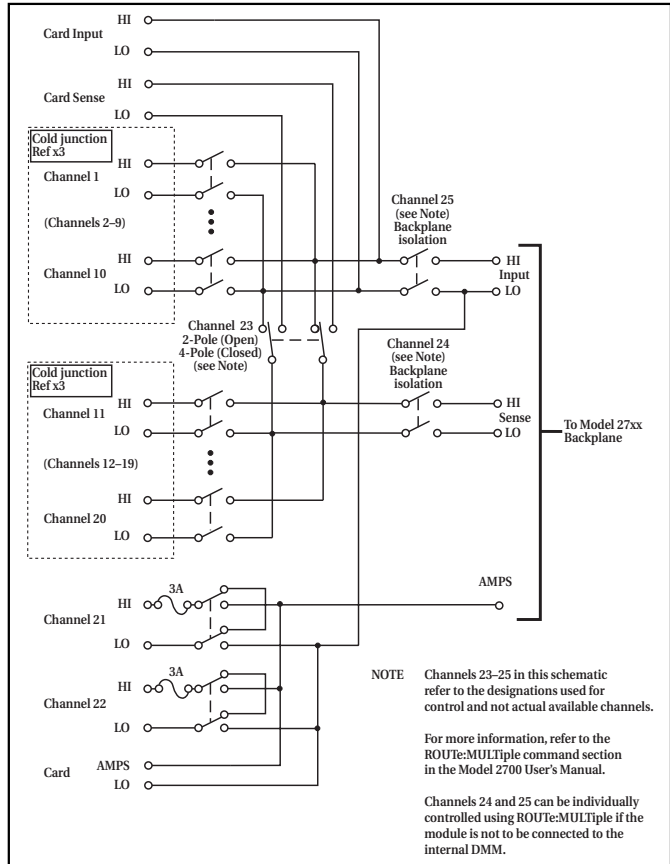 HI
Card Input
LO
HI
Card Sense
LO
Cold junction
Ref x3
HI
Channel 1
LO
(Channels 2–9)
Channel 25
(see Note)
Backplane
isolation
HI
Channel 10
LO
HI
Input
LO
Channel 23
2-Pole (Open)
4-Pole (Closed)
(see Note)
Channel 24
(see Note)
Backplane
isolation
Cold junction
Ref x3
HI
Channel 11
LO
HI
Sense
LO
To Model 27xx
Backplane
(Channels 12–19)
HI
Channel 20
LO
AMPS
3A
HI
Channel 21
LO
3A
HI
Channel 22
LO
AMPS
Card
LO
NOTE Channels 23–25 in this schematic
refer to the designations used for
control and not actual available channels.
For more information, refer to the
ROUTe:MULTiple command section
in the Model 2700 User's Manual.
Channels 24 and 25 can be individually
controlled using ROUTe:MULTiple if the
module is not to be connected to the
internal DMM.